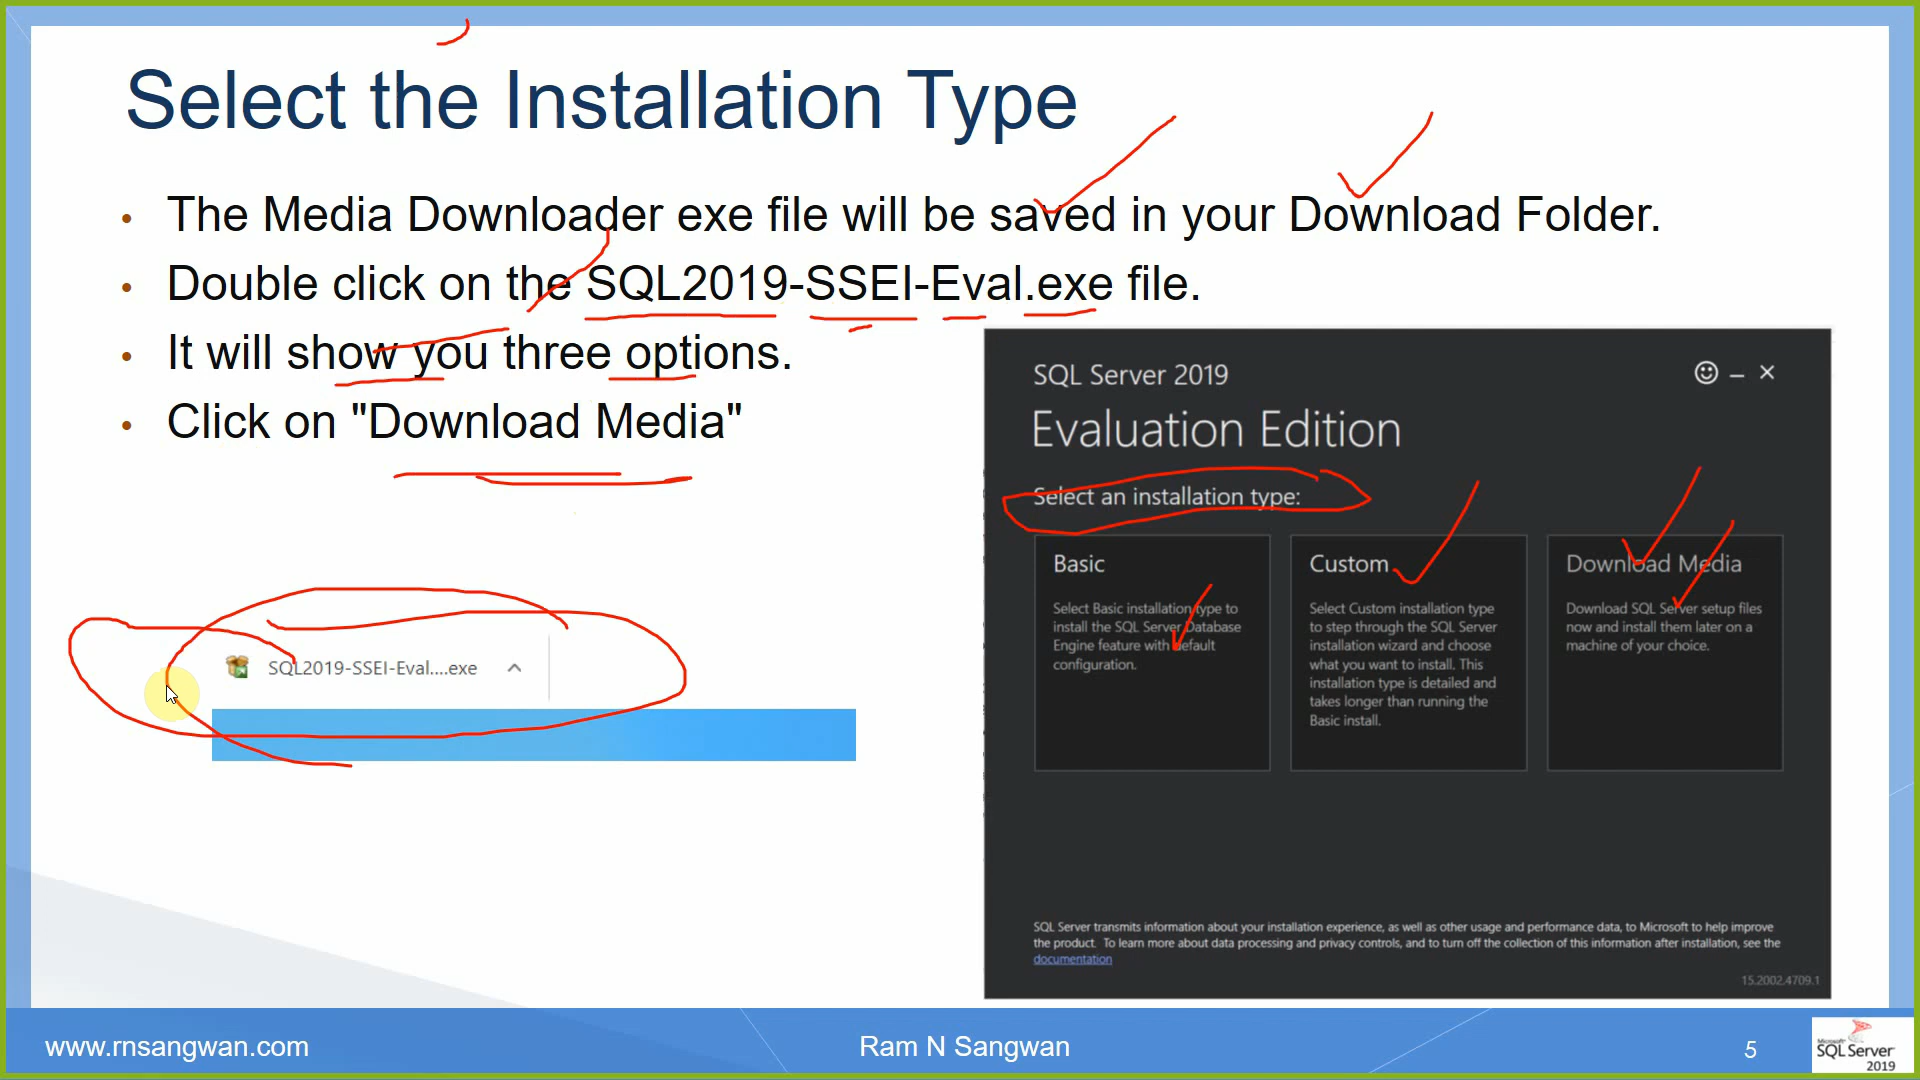 Select the Installation Type
• The Media Downloader exe file will be saved in your Download Folder.
• Double click on the SQL2019-SSEI-Eval.exe file.
• It will show you three options.
• Click on "Download Media"
SQL2019-SSEI-Eval....exe
SQL Server 2019
Evaluation Edition
Select an installation type:
Basic
Select Basic installation type to
install the SQL Server Database
Engine feature with default
configuration.
Custom
Select Custom installation type
to step through the SQL Server
installation wizard and choose
what you want to install. This
installation type is detailed and
takes longer than running the
Basic install.
Download Media
Download SQL Server setup files
now and install them later on a
machine of your choice.
SQL Server transmits information about your installation experience, as well as other usage and performance data, to Microsoft to help improve
the product. To learn more about data processing and privacy controls, and to turn off the collection of this information after installation, see the
documentation
15.2002.4709.1
www.rnsangwan.com
Ram N Sangwan
5
Microsoft
SQL Server
2019